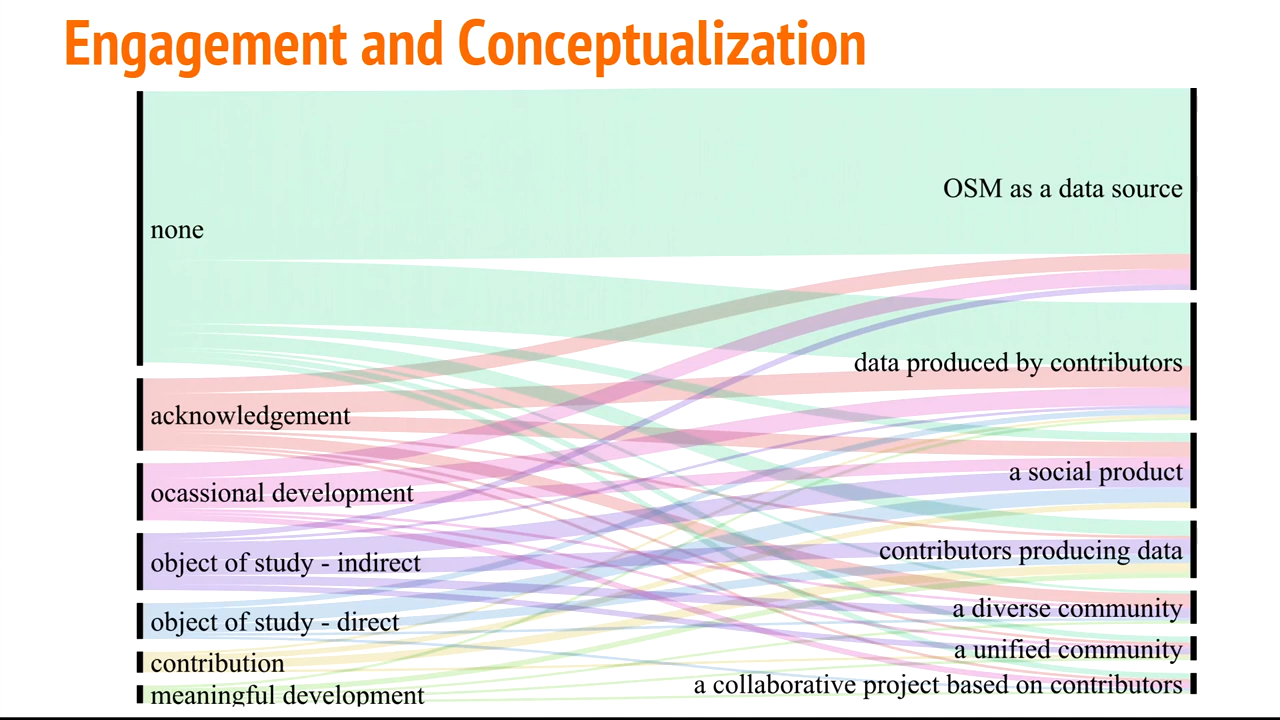 Engagement and Conceptualization
none
acknowledgement
ocassional development
object of study - indirect
object of study - direct
contribution
meaningful development
OSM as a data source
data produced by contributors
a social product
contributors producing data
a diverse community
a unified community
a collaborative project based on contributors